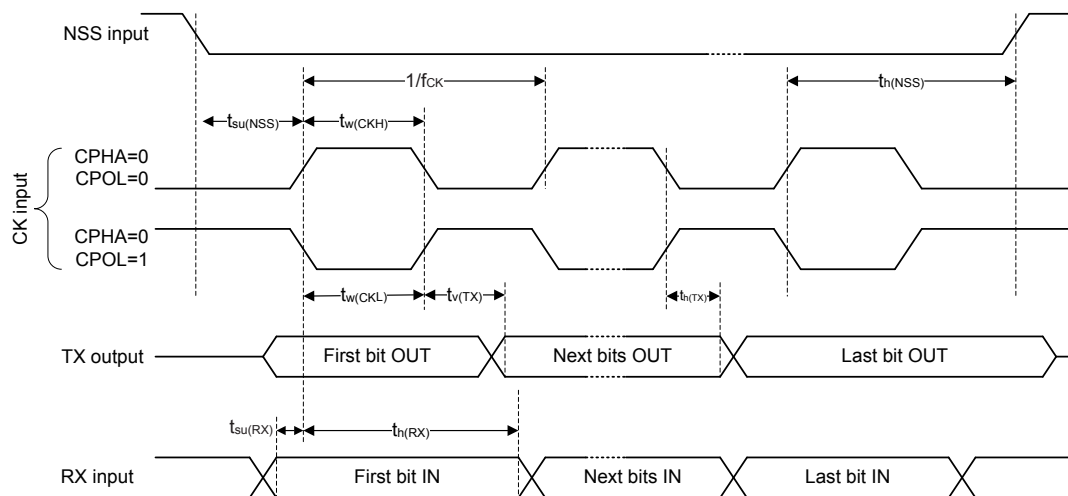 NSS input
1/fCK
th(NSS)
tsu(NSS)
tw(CKH)
CK input
CPHA=0
CPOL=0
CPHA=0
CPOL=1
tw(CKL)
tv(TX)
th(TX)
TX output
First bit OUT
Next bits OUT
Last bit OUT
tsu(RX)
th(RX)
RX input
First bit IN
Next bits IN
Last bit IN